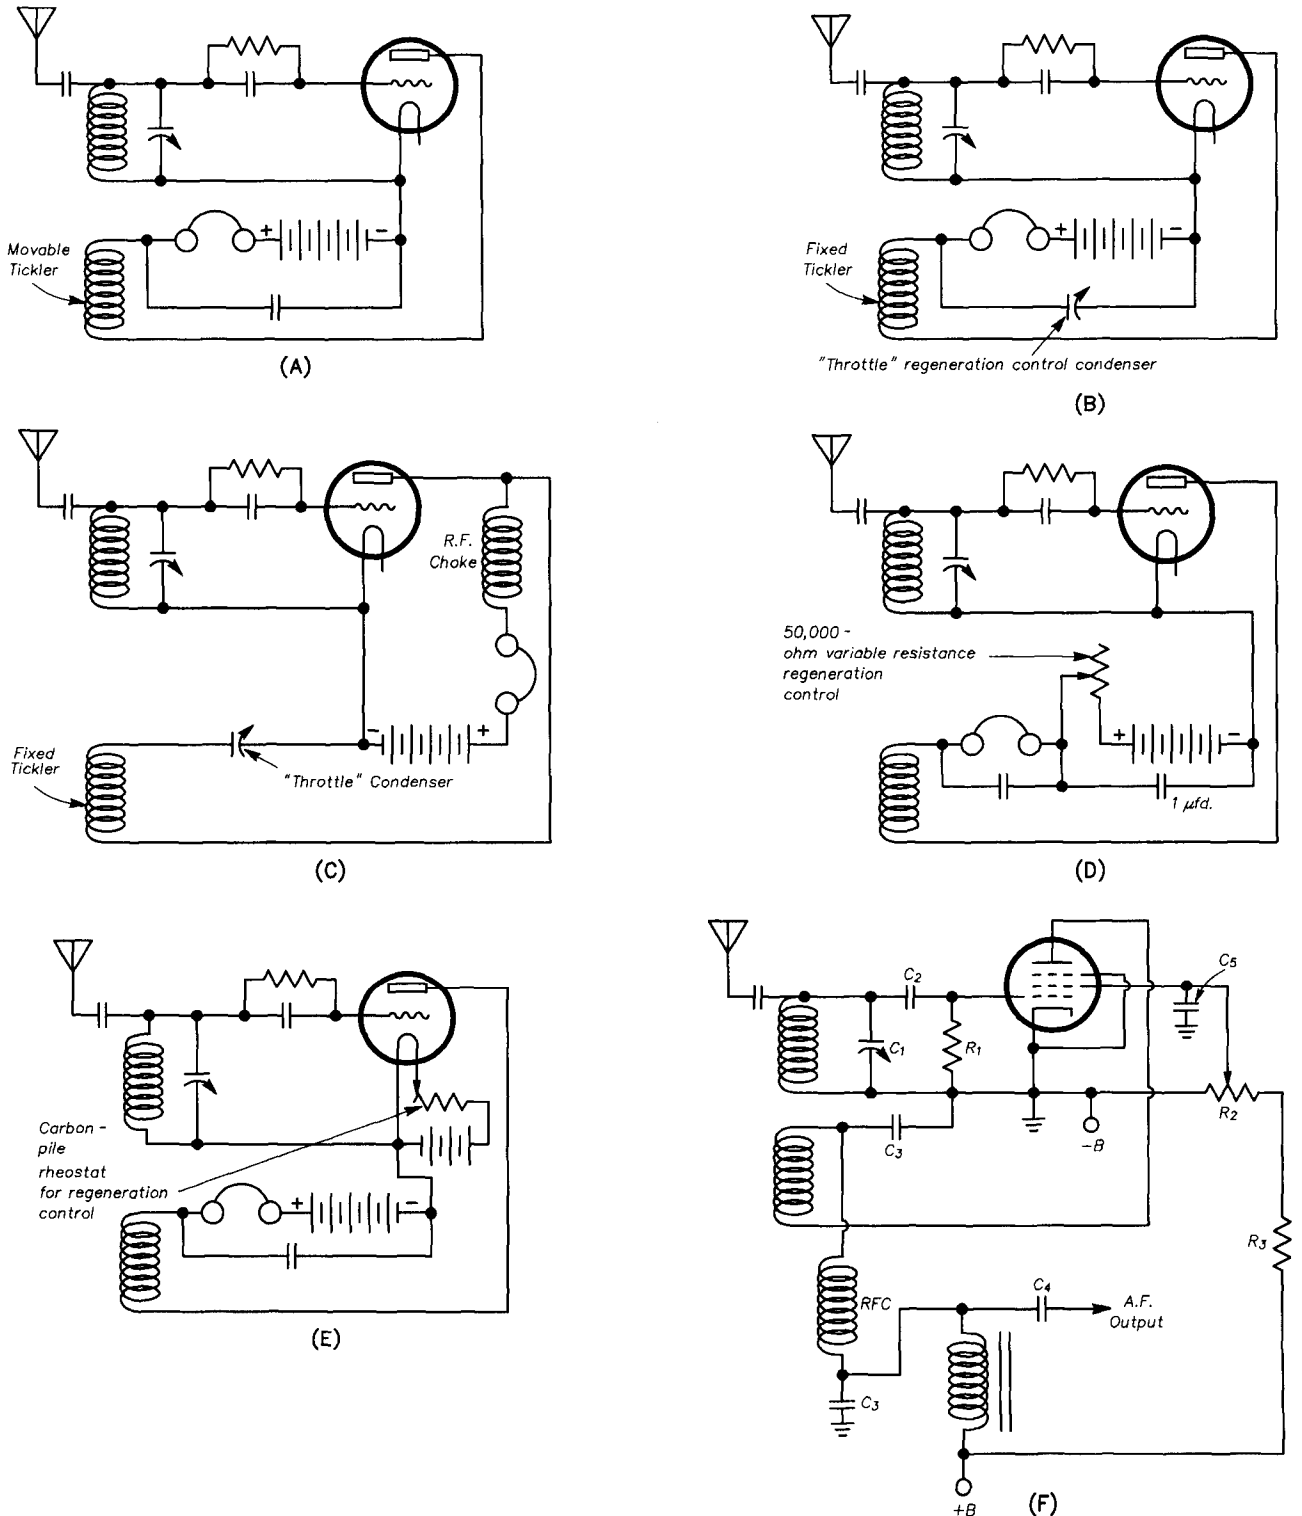 + −
Movable
Tickler
(A)
+ −
Fixed
Tickler
"Throttle" regeneration control condenser
(B)
R.F.
Choke
− +
Fixed
Tickler
"Throttle" Condenser
(C)
50,000-
ohm variable resistance
regeneration
control
+ −
1 μfd.
(D)
Carbon-
pile
rheostat
for regeneration
control
+ −
(E)
C2
C5
C1
R1
R2
C3
−B
R3
RFC
C4
A.F.
Output
C3
+B
(F)